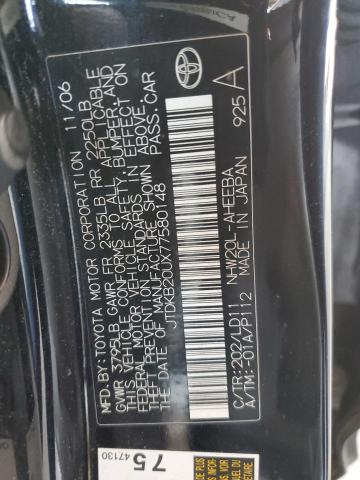 MFD.BY:TOYOTA MOTOR CORPORATION 11/06
GVWR 3795LB GAWR FR 2335LB RR 2250LB
THIS VEHICLE CONFORMS TO ALL APPLICABLE
FEDERAL MOTOR VEHICLE SAFETY, BUMPER, AND
THEFT PREVENTION STANDARDS IN EFFECT ON
THE DATE OF MANUFACTURE SHOWN ABOVE.
JTDKB20UX77580148 PASS.CAR
C/TR:202/LD11 NHW20L-AHEEBA
A/TM:-01A/P112 MADE IN JAPAN 925 A
TOYOTA
75
47130